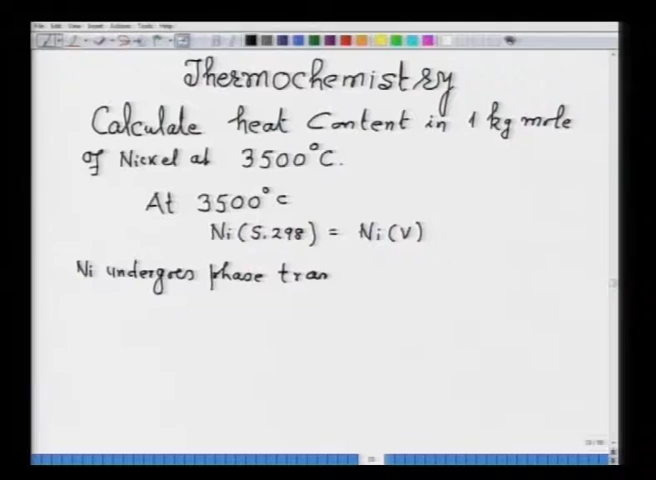 Thermochemistry
Calculate heat Content in 1 kg mole
of Nickel at 3500°C.
At 3500°C
Ni(S,298) = Ni(V)
Ni undergoes phase tran